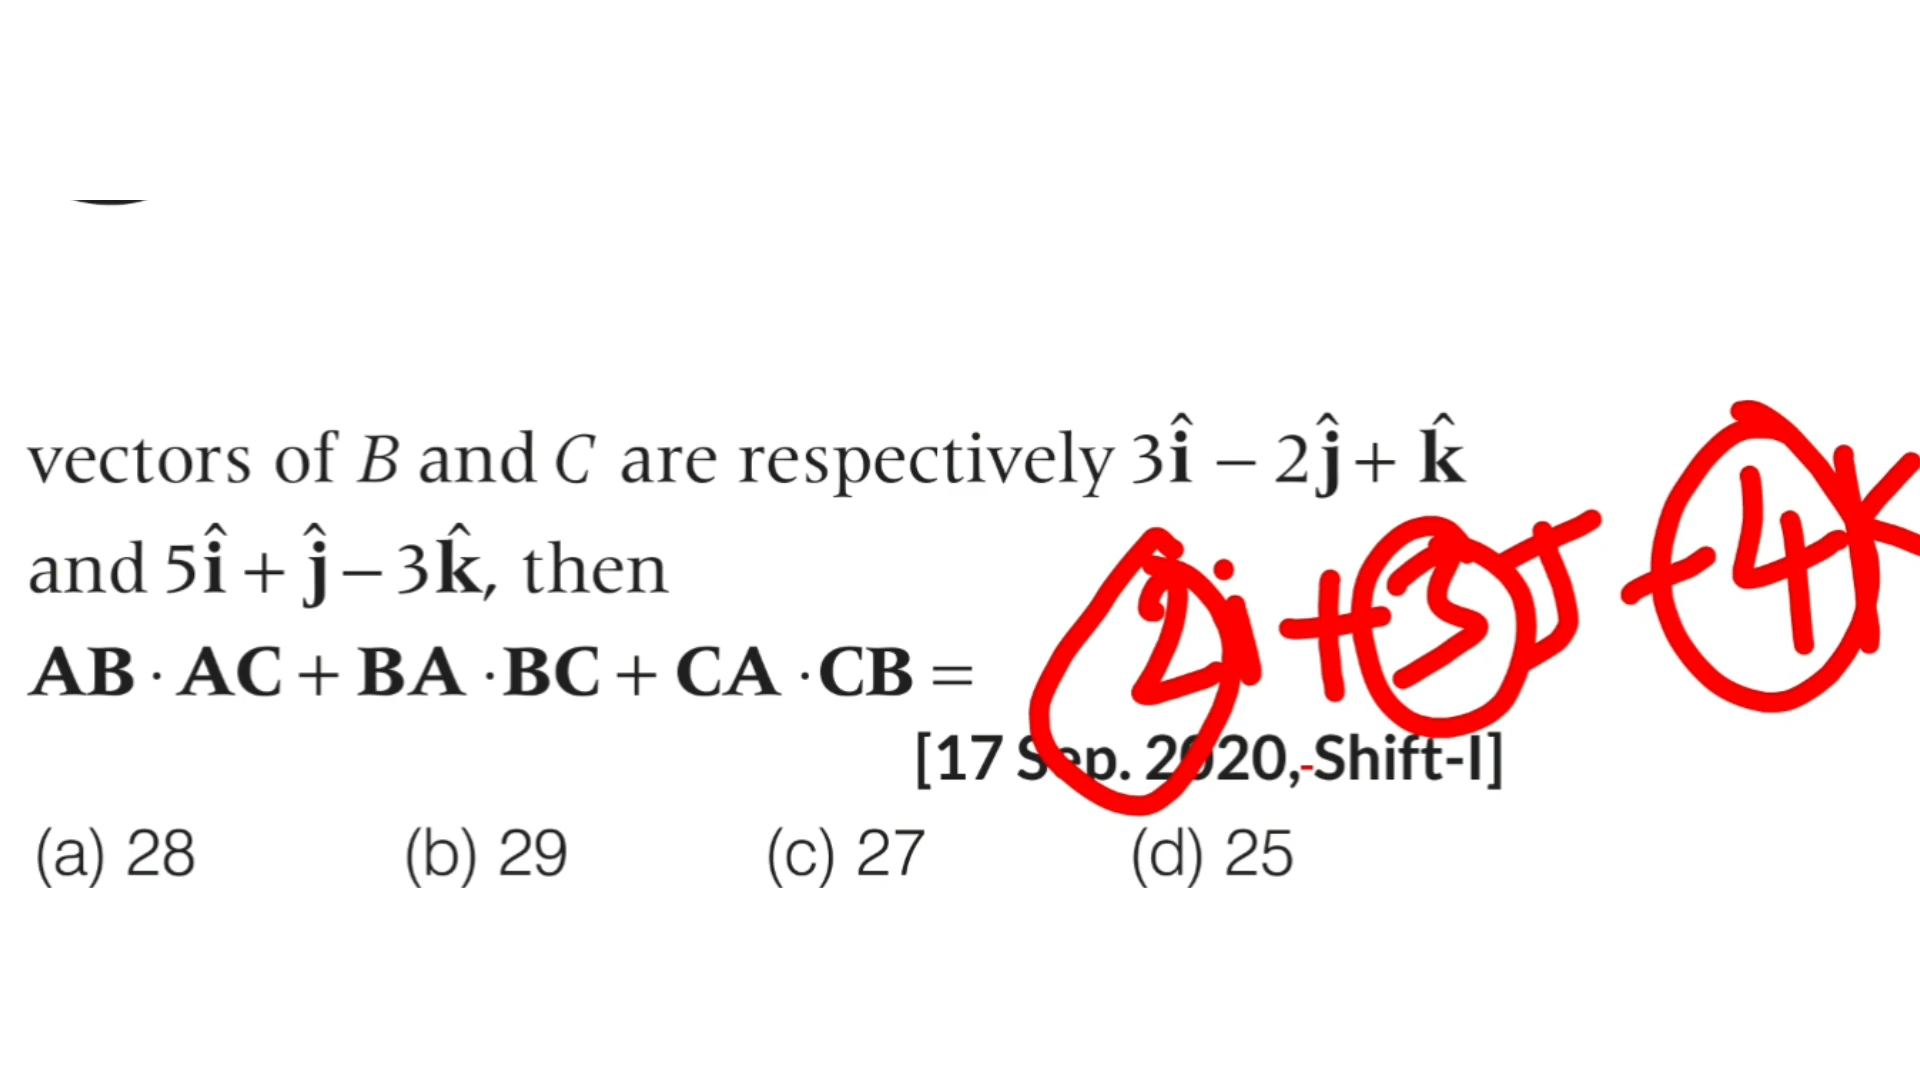 vectors of B and C are respectively 3î − 2ĵ + k̂
and 5î + ĵ − 3k̂, then
AB · AC + BA · BC + CA · CB =
2i + 3j - 4k
[17 Sep. 2020, Shift-I]
(a) 28 (b) 29 (c) 27 (d) 25